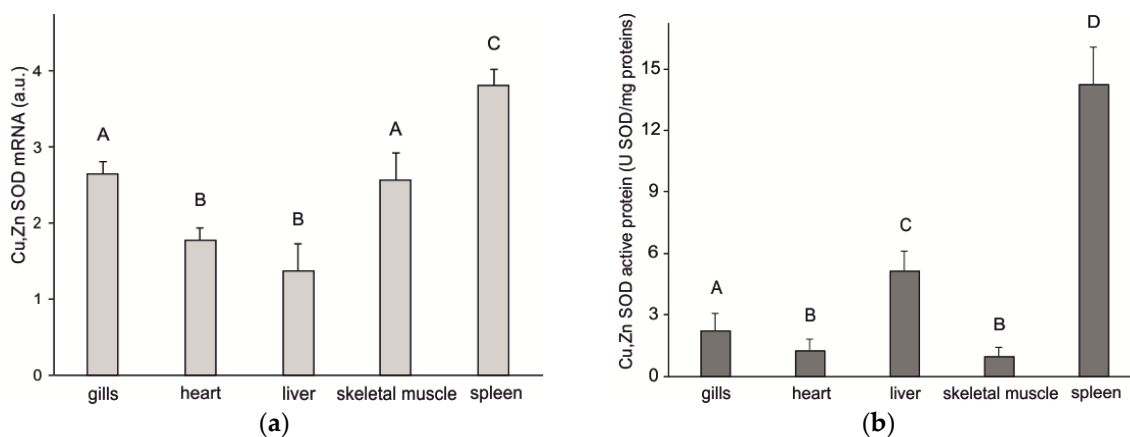 Cu,Zn SOD mRNA (a.u.)
4
3
2
1
0
A
B
B
A
C
gills
heart
liver
skeletal muscle
spleen
(a)
Cu,Zn SOD active protein (U SOD/mg proteins)
15
12
9
6
3
0
A
B
C
B
D
gills
heart
liver
skeletal muscle
spleen
(b)